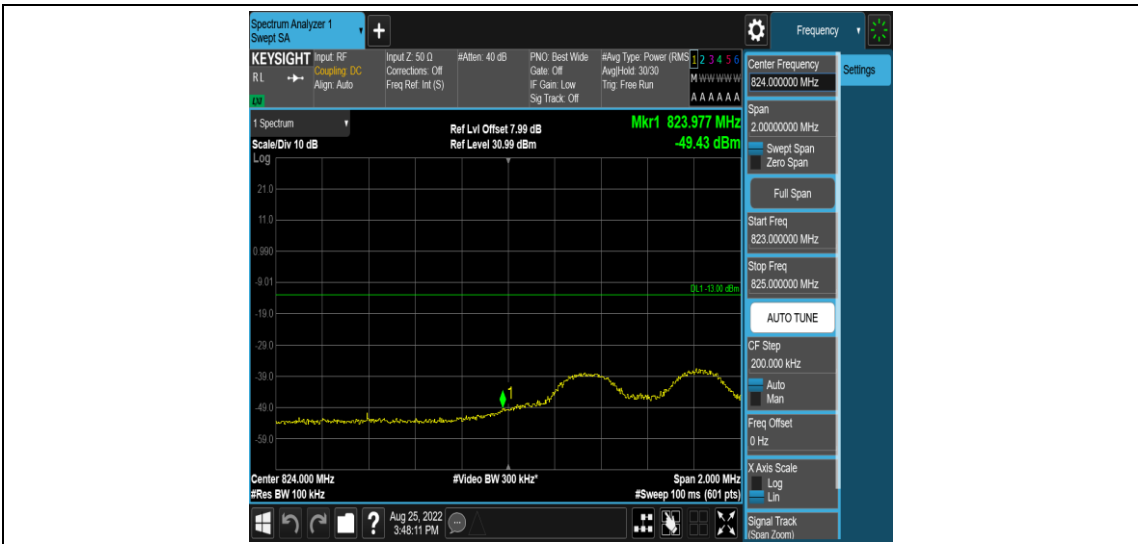 Spectrum Analyzer 1
Swept SA
+
Frequency
KEYSIGHT
RL
Input: RF
Coupling: DC
Align: Auto
Input Z: 50 Ω
Corrections: Off
Freq Ref: Int (S)
#Atten: 40 dB
PNO: Best Wide
Gate: Off
IF Gain: Low
Sig Track: Off
#Avg Type: Power (RMS
Avg|Hold: 30/30
Trig: Free Run
1 2 3 4 5 6
M W W W W W
A A A A A A
1 Spectrum
Scale/Div 10 dB
Log
Ref Lvl Offset 7.99 dB
Ref Level 30.99 dBm
Mkr1 823.977 MHz
-49.43 dBm
21.0
11.0
0.990
-9.01
DL1 -13.00 dBm
-19.0
-29.0
-39.0
1
-49.0
-59.0
Center 824.000 MHz
#Res BW 100 kHz
#Video BW 300 kHz*
Span 2.000 MHz
#Sweep 100 ms (601 pts)
?
Aug 25, 2022
3:48:11 PM
Center Frequency
824.000000 MHz
Settings
Span
2.00000000 MHz
Swept Span
Zero Span
Full Span
Start Freq
823.000000 MHz
Stop Freq
825.000000 MHz
AUTO TUNE
CF Step
200.000 kHz
Auto
Man
Freq Offset
0 Hz
X Axis Scale
Log
Lin
Signal Track
(Span Zoom)